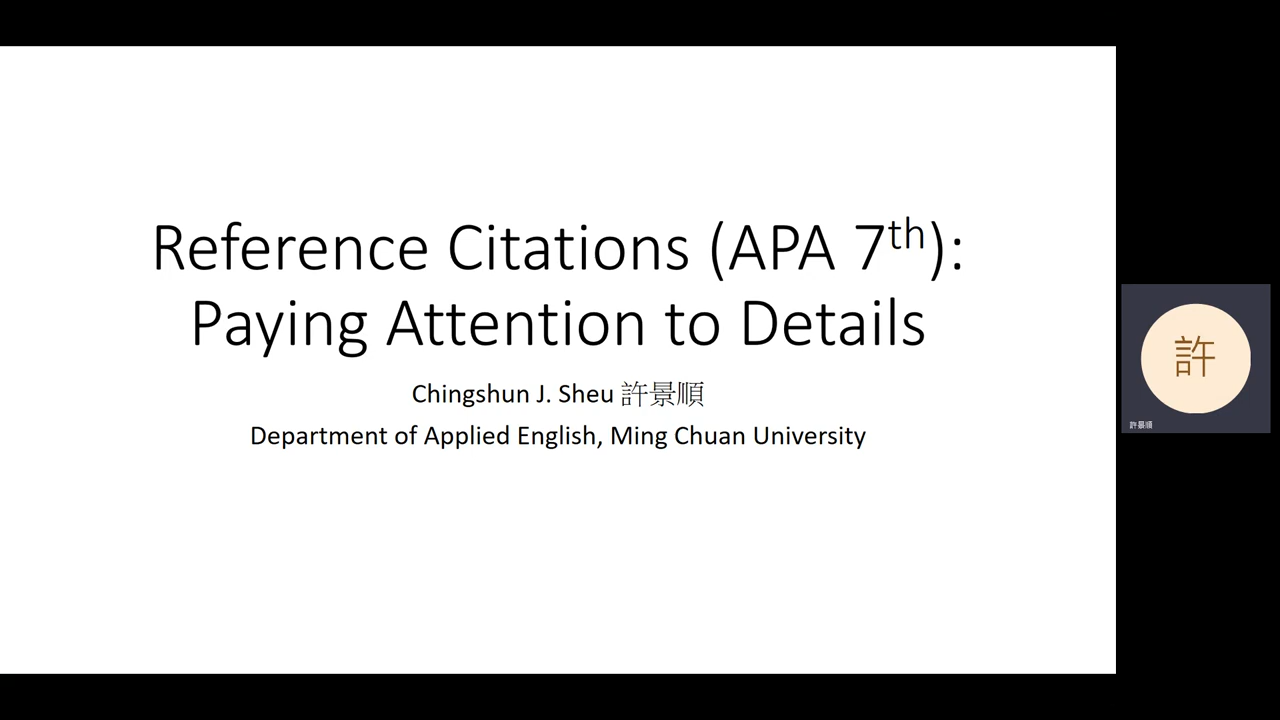 Reference Citations (APA 7th):
Paying Attention to Details
Chingshun J. Sheu 許景順
Department of Applied English, Ming Chuan University
許
許景順